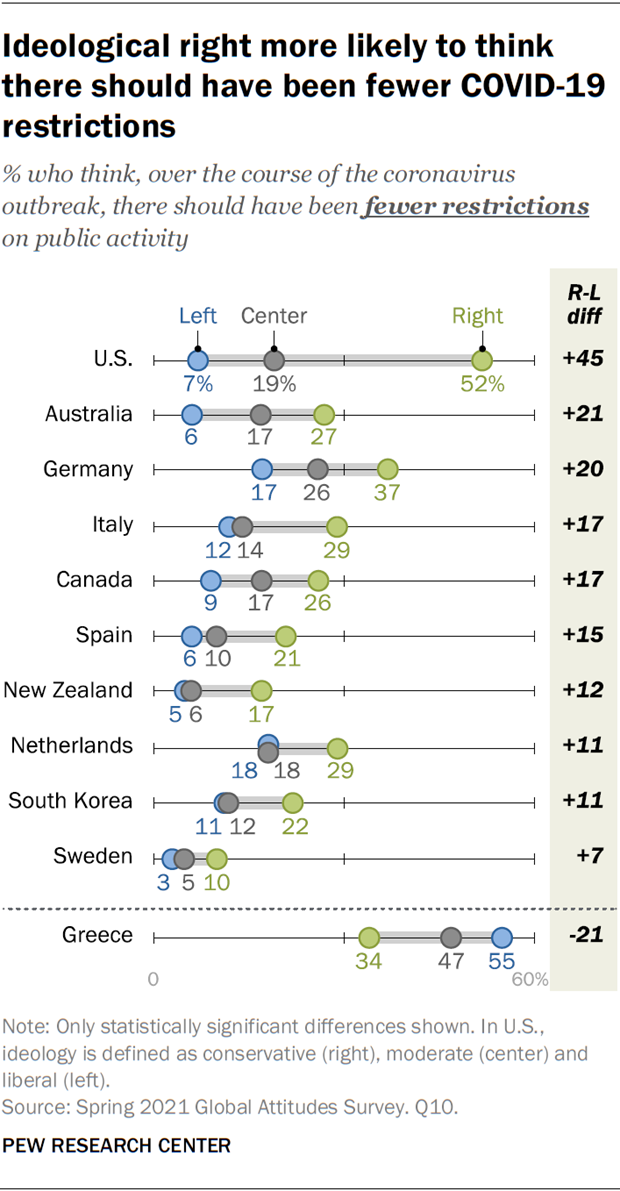 Ideological right more likely to think
there should have been fewer COVID-19
restrictions
% who think, over the course of the coronavirus
outbreak, there should have been fewer restrictions
on public activity
R-L
diff
Left Center Right
U.S. +45
7% 19% 52%
Australia +21
6 17 27
Germany +20
17 26 37
Italy +17
12 14 29
Canada +17
9 17 26
Spain +15
6 10 21
New Zealand +12
5 6 17
Netherlands +11
18 18 29
South Korea +11
11 12 22
Sweden +7
3 5 10
Greece -21
34 47 55
0 60%
Note: Only statistically significant differences shown. In U.S.,
ideology is defined as conservative (right), moderate (center) and
liberal (left).
Source: Spring 2021 Global Attitudes Survey. Q10.
PEW RESEARCH CENTER